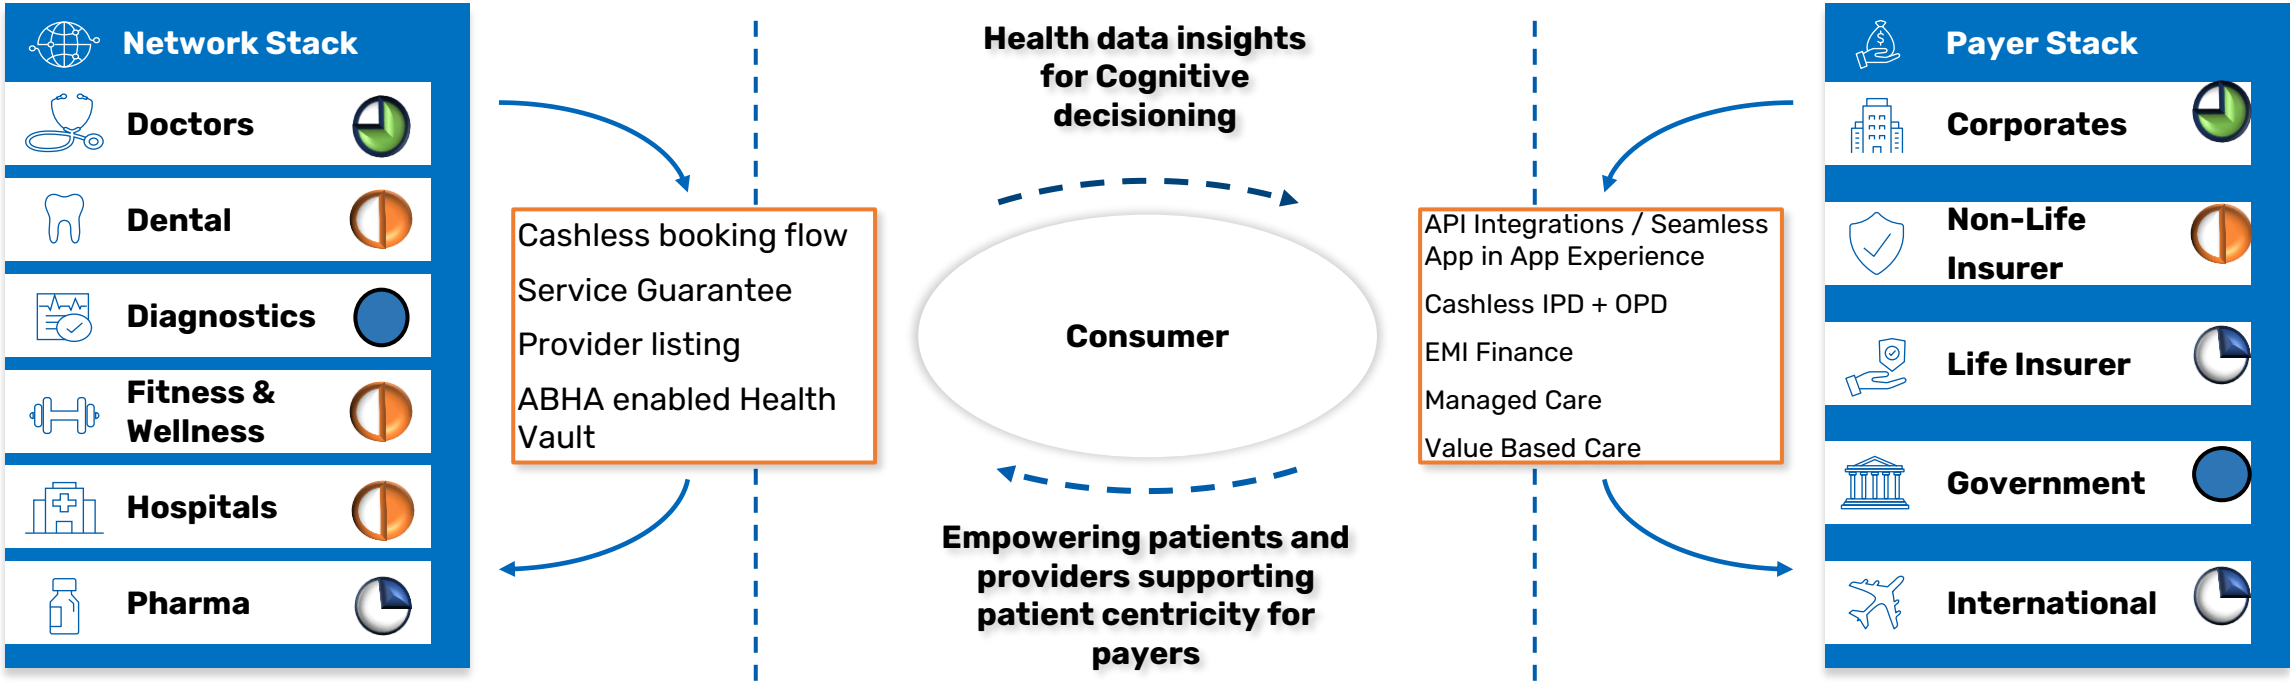 Network Stack
Doctors
Dental
Diagnostics
Fitness &
Wellness
Hospitals
Pharma
Cashless booking flow
Service Guarantee
Provider listing
ABHA enabled Health
Vault
Health data insights
for Cognitive
decisioning
Consumer
Empowering patients and
providers supporting
patient centricity for
payers
API Integrations / Seamless
App in App Experience
Cashless IPD + OPD
EMI Finance
Managed Care
Value Based Care
Payer Stack
$
Corporates
Non-Life
Insurer
Life Insurer
Government
International